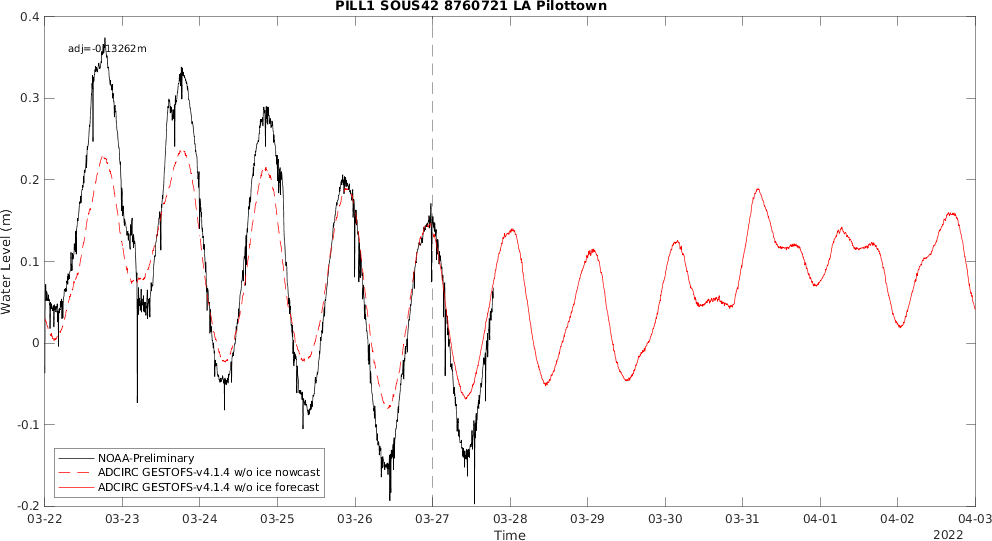 PILL1 SOUS42 8760721 LA Pilottown
adj=-0.13262m
Water Level (m)
0.4
0.3
0.2
0.1
0
-0.1
-0.2
NOAA-Preliminary
ADCIRC GESTOFS-v4.1.4 w/o ice nowcast
ADCIRC GESTOFS-v4.1.4 w/o ice forecast
03-22 03-23 03-24 03-25 03-26 03-27 03-28 03-29 03-30 03-31 04-01 04-02 04-03
Time
2022